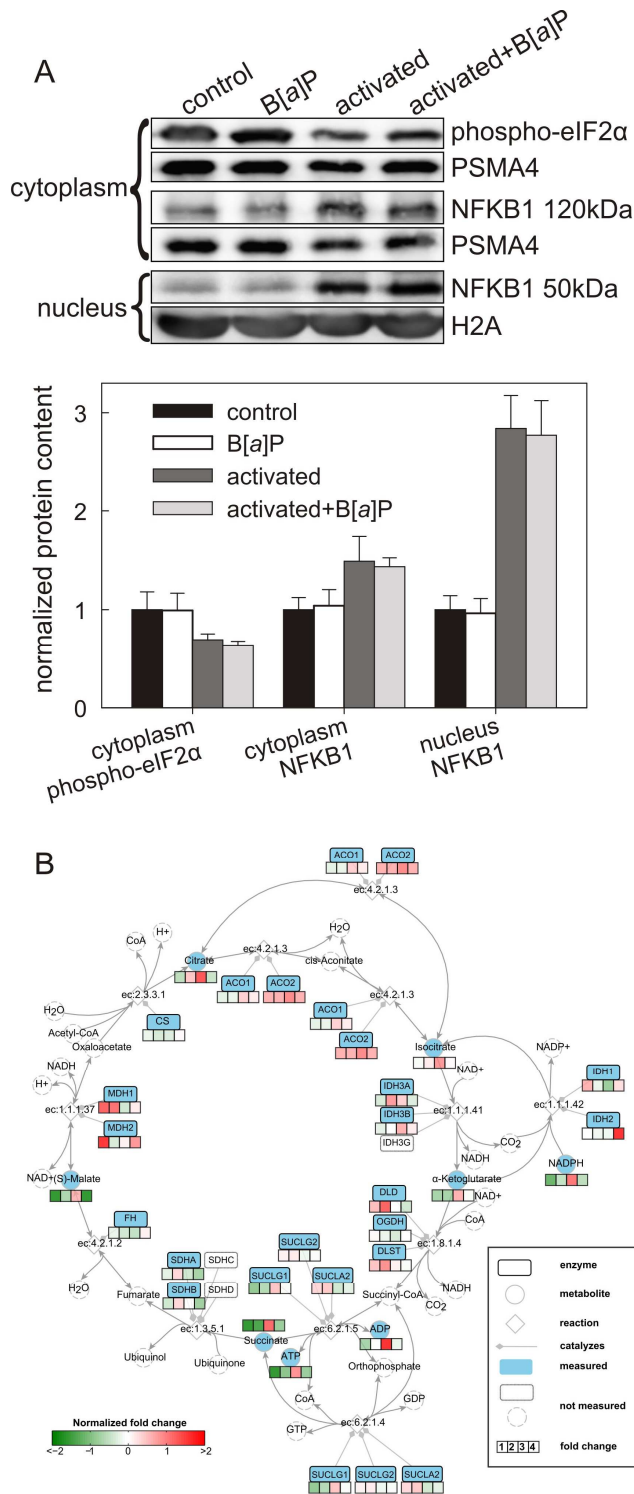 A
control
B[a]P
activated
activated+B[a]P
cytoplasm
phospho-eIF2α
PSMA4
NFKB1 120kDa
PSMA4
nucleus
NFKB1 50kDa
H2A
normalized protein content
3
2
1
0
control
B[a]P
activated
activated+B[a]P
cytoplasm
phospho-eIF2α
cytoplasm
NFKB1
nucleus
NFKB1
B
ACO1
ACO2
ec:4.2.1.3
H+
CoA
Citrate
ec:4.2.1.3
H2O
cis-Aconitate
ec:2.3.3.1
ACO1
ACO2
ec:4.2.1.3
H2O
Acetyl-CoA
CS
ACO1
Oxaloacetate
ACO2
Isocitrate
NADH
NADP+
H+
MDH1
IDH3A
NAD+
IDH1
ec:1.1.1.37
IDH3B
ec:1.1.1.41
ec:1.1.1.42
MDH2
IDH3G
IDH2
CO2
NADH
NADPH
NAD+
(S)-Malate
α-Ketoglutarate
DLD
NAD+
FH
OGDH
CoA
ec:4.2.1.2
SUCLG2
DLST
ec:1.8.1.4
SDHA
SDHC
H2O
SUCLG1
SUCLA2
NADH
SDHB
SDHD
Succinyl-CoA
CO2
Fumarate
ec:1.3.5.1
ec:6.2.1.5
ADP
Succinate
Ubiquinol
Ubiquinone
ATP
Orthophosphate
CoA
GDP
GTP
ec:6.2.1.4
SUCLG1
SUCLG2
SUCLA2
Normalized fold change
<-2
-1
0
1
>2
enzyme
metabolite
reaction
catalyzes
measured
not measured
1 2 3 4
fold change